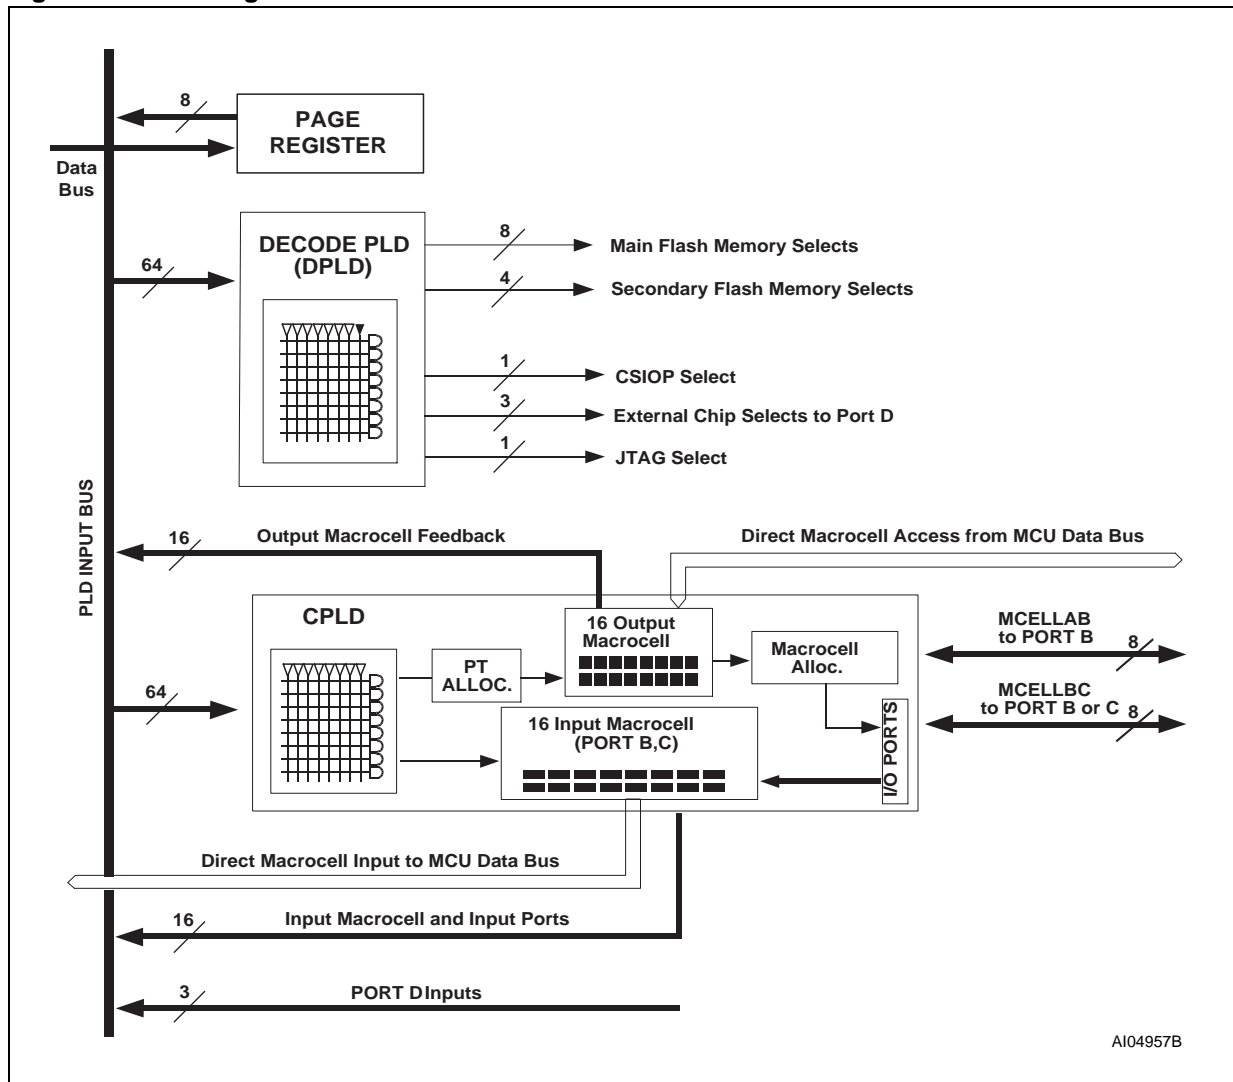 8
PAGE
REGISTER
Data
Bus
DECODE PLD
(DPLD)
64
8
Main Flash Memory Selects
4
Secondary Flash Memory Selects
1
CSIOP Select
3
External Chip Selects to Port D
1
JTAG Select
PLD INPUT BUS
16
Output Macrocell Feedback
Direct Macrocell Access from MCU Data Bus
CPLD
16 Output
Macrocell
MCELLAB
to PORT B
8
PT
ALLOC.
Macrocell
Alloc.
64
MCELLBC
to PORT B or C
8
16 Input Macrocell
(PORT B,C)
I/O PORTS
Direct Macrocell Input to MCU Data Bus
16
Input Macrocell and Input Ports
3
PORT D Inputs
AI04957B